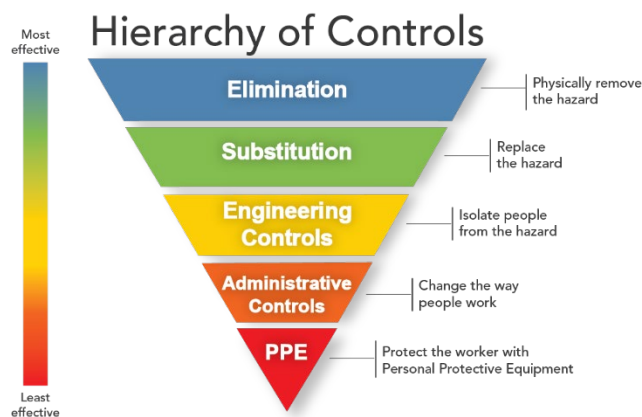 Most
effective
Hierarchy of Controls
Elimination
Physically remove
the hazard
Substitution
Replace
the hazard
Engineering
Controls
Isolate people
from the hazard
Administrative
Controls
Change the way
people work
PPE
Protect the worker with
Personal Protective Equipment
Least
effective